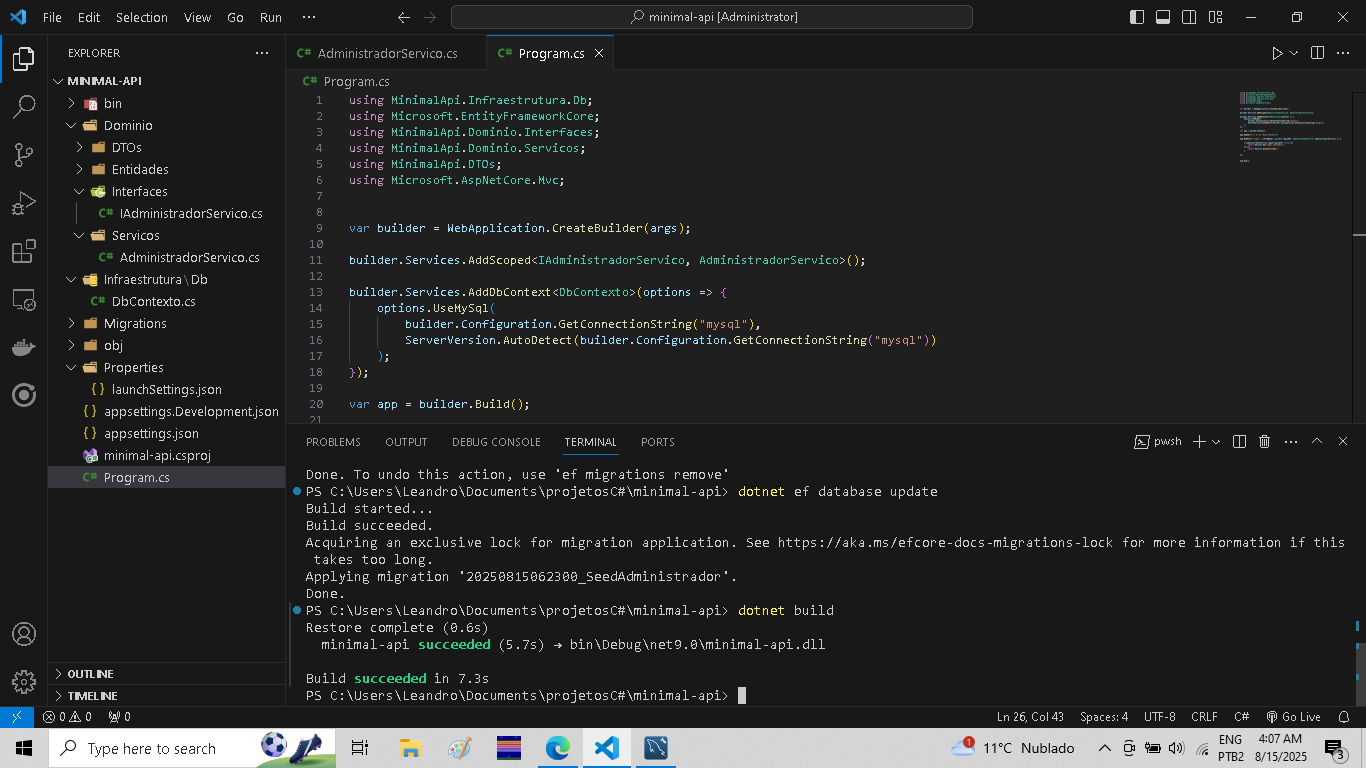 File Edit Selection View Go Run ··· minimal-api [Administrator]
EXPLORER ···
MINIMAL-API
bin
Dominio
DTOs
Entidades
Interfaces
IAdministradorServico.cs
Servicos
AdministradorServico.cs
Infraestrutura\Db
DbContexto.cs
Migrations
obj
Properties
launchSettings.json
appsettings.Development.json
appsettings.json
minimal-api.csproj
Program.cs
OUTLINE
TIMELINE
AdministradorServico.cs Program.cs
Program.cs
1 using MinimalApi.Infraestrutura.Db;
2 using Microsoft.EntityFrameworkCore;
3 using MinimalApi.Dominio.Interfaces;
4 using MinimalApi.Dominio.Servicos;
5 using MinimalApi.DTOs;
6 using Microsoft.AspNetCore.Mvc;
7
8
9 var builder = WebApplication.CreateBuilder(args);
10
11 builder.Services.AddScoped<IAdministradorServico, AdministradorServico>();
12
13 builder.Services.AddDbContext<DbContexto>(options => {
14 options.UseMySql(
15 builder.Configuration.GetConnectionString("mysql"),
16 ServerVersion.AutoDetect(builder.Configuration.GetConnectionString("mysql"))
17 );
18 });
19
20 var app = builder.Build();
21
PROBLEMS OUTPUT DEBUG CONSOLE TERMINAL PORTS pwsh
Done. To undo this action, use 'ef migrations remove'
PS C:\Users\Leandro\Documents\projetosC#\minimal-api> dotnet ef database update
Build started...
Build succeeded.
Acquiring an exclusive lock for migration application. See https://aka.ms/efcore-docs-migrations-lock for more information if this
takes too long.
Applying migration '20250815062300_SeedAdministrador'.
Done.
PS C:\Users\Leandro\Documents\projetosC#\minimal-api> dotnet build
Restore complete (0.6s)
minimal-api succeeded (5.7s) → bin\Debug\net9.0\minimal-api.dll
Build succeeded in 7.3s
PS C:\Users\Leandro\Documents\projetosC#\minimal-api>
0 0 0 Ln 26, Col 43 Spaces: 4 UTF-8 CRLF C# Go Live
Type here to search 1 11°C Nublado ENG 4:07 AM
PTB2 8/15/2025 3